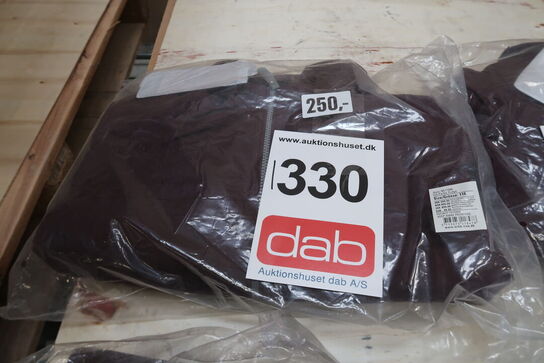 250,-
www.auktionshuset.dk
330
dab
Auktionshuset dab A/S